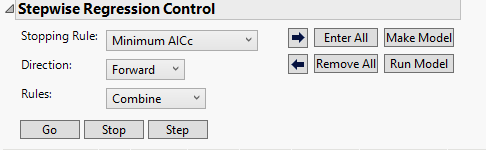 Stepwise Regression Control
Stopping Rule: Minimum AICc Enter All Make Model
Direction: Forward Remove All Run Model
Rules: Combine
Go Stop Step